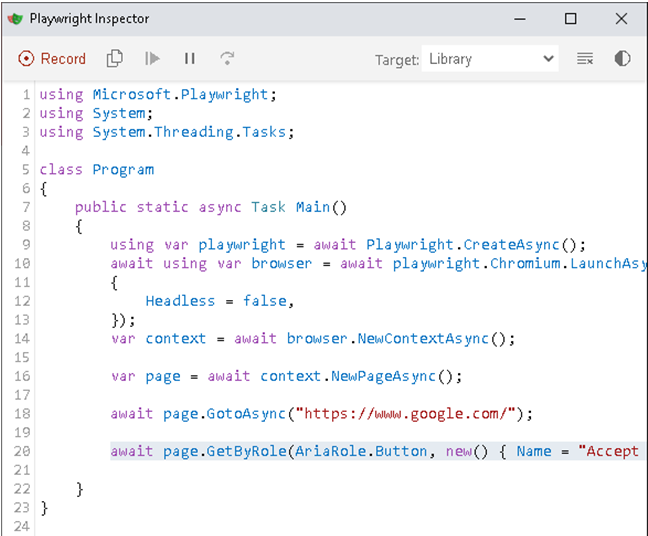 Playwright Inspector
Record
Target: Library
1 using Microsoft.Playwright;
2 using System;
3 using System.Threading.Tasks;
4
5 class Program
6 {
7     public static async Task Main()
8     {
9         using var playwright = await Playwright.CreateAsync();
10         await using var browser = await playwright.Chromium.LaunchAsy
11         {
12             Headless = false,
13         });
14         var context = await browser.NewContextAsync();
15
16         var page = await context.NewPageAsync();
17
18         await page.GotoAsync("https://www.google.com/");
19
20         await page.GetByRole(AriaRole.Button, new() { Name = "Accept
21
22     }
23 }
24